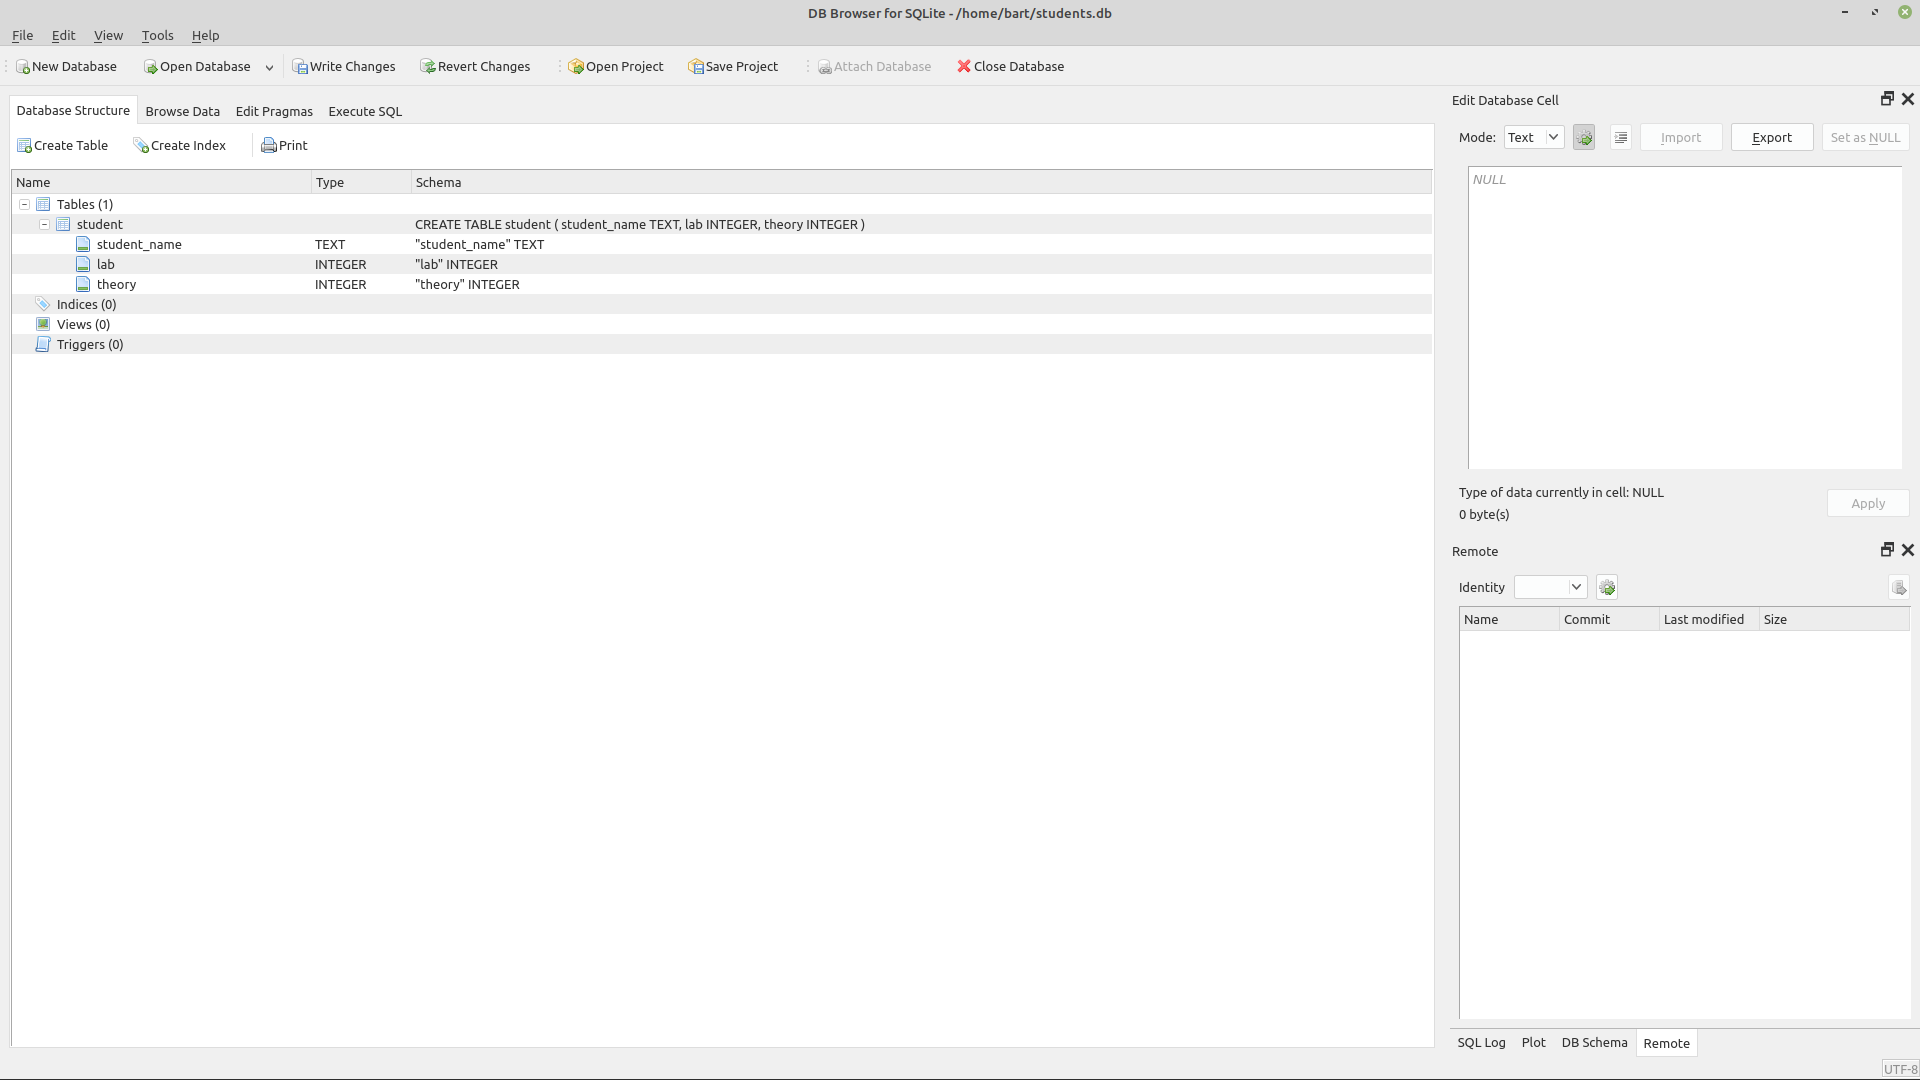 DB Browser for SQLite - /home/bart/students.db
File Edit View Tools Help
New Database Open Database Write Changes Revert Changes Open Project Save Project Attach Database Close Database
Database Structure Browse Data Edit Pragmas Execute SQL
Create Table Create Index Print
Name Type Schema
Tables (1)
student CREATE TABLE student ( student_name TEXT, lab INTEGER, theory INTEGER )
student_name TEXT "student_name" TEXT
lab INTEGER "lab" INTEGER
theory INTEGER "theory" INTEGER
Indices (0)
Views (0)
Triggers (0)
Edit Database Cell
Mode: Text Import Export Set as NULL
NULL
Type of data currently in cell: NULL
0 byte(s)
Apply
Remote
Identity
Name Commit Last modified Size
SQL Log Plot DB Schema Remote
UTF-8